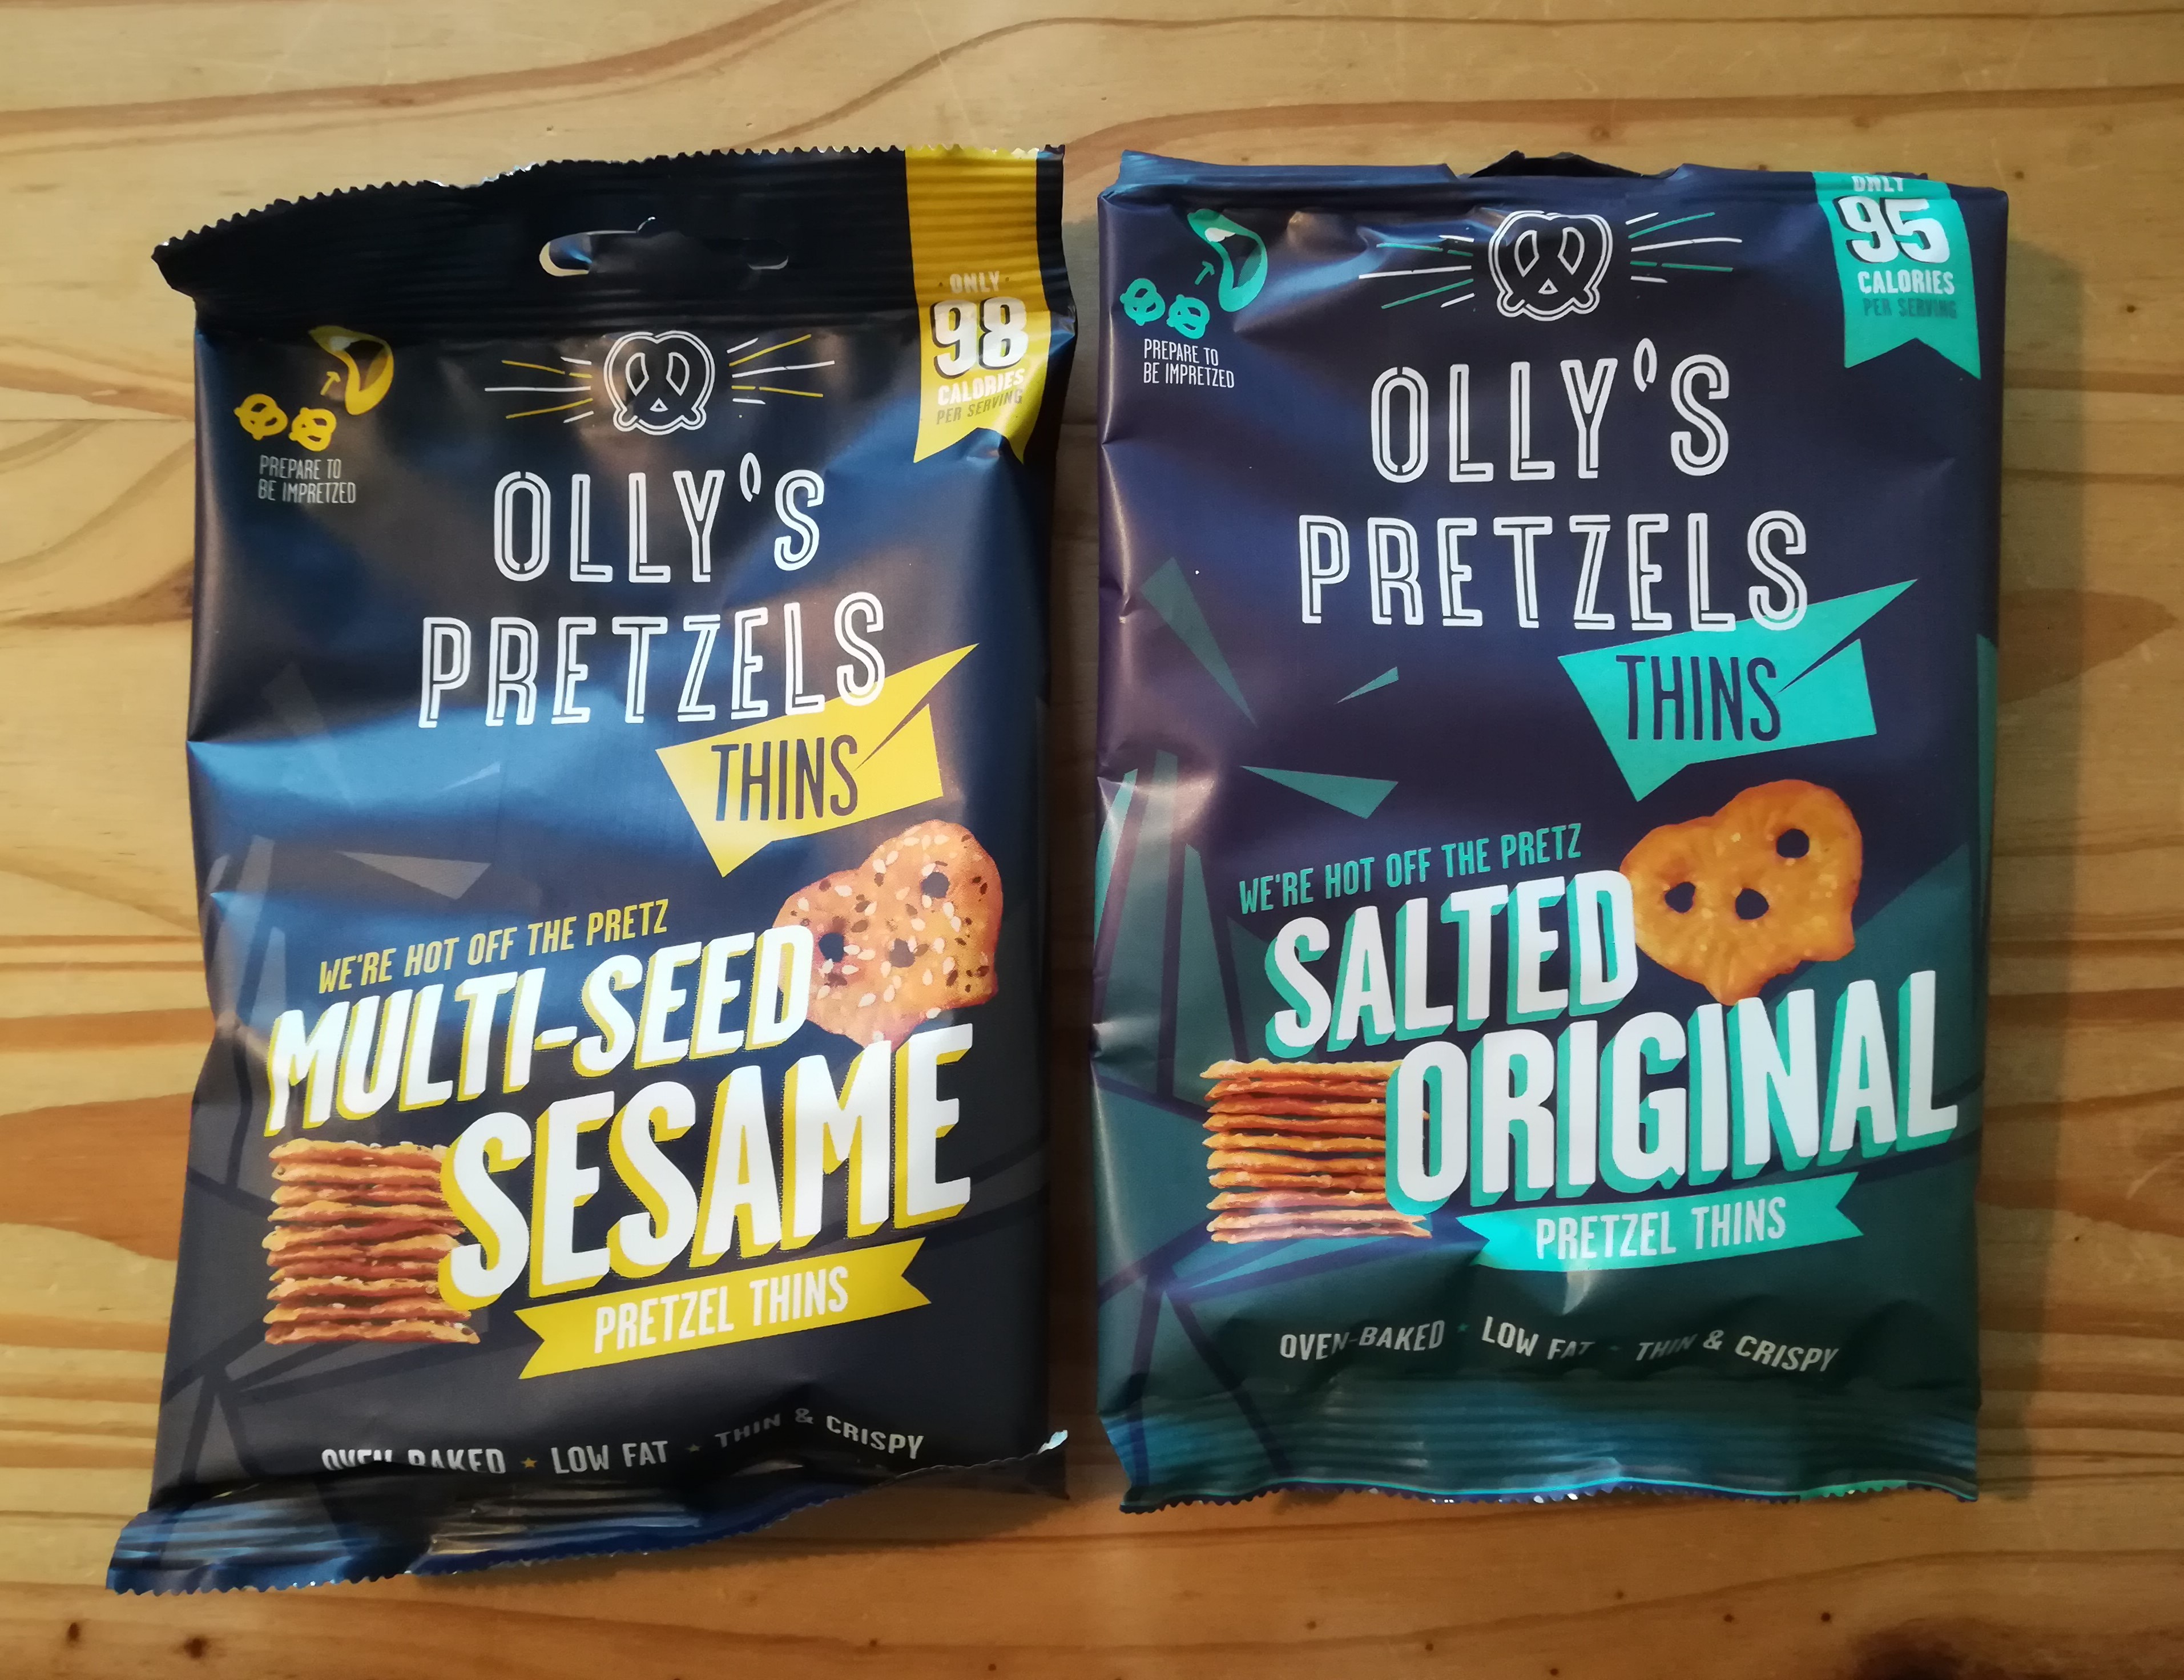 ONLY
98
CALORIES
PER SERVING
PREPARE TO
BE IMPRETZED
OLLY'S
PRETZELS
THINS
WE'RE HOT OFF THE PRETZ
MULTI-SEED
SESAME
PRETZEL THINS
OVEN-BAKED ★ LOW FAT ★ THIN & CRISPY
ONLY
95
CALORIES
PER SERVING
PREPARE TO
BE IMPRETZED
OLLY'S
PRETZELS
THINS
WE'RE HOT OFF THE PRETZ
SALTED
ORIGINAL
PRETZEL THINS
OVEN-BAKED ★ LOW FAT ★ THIN & CRISPY